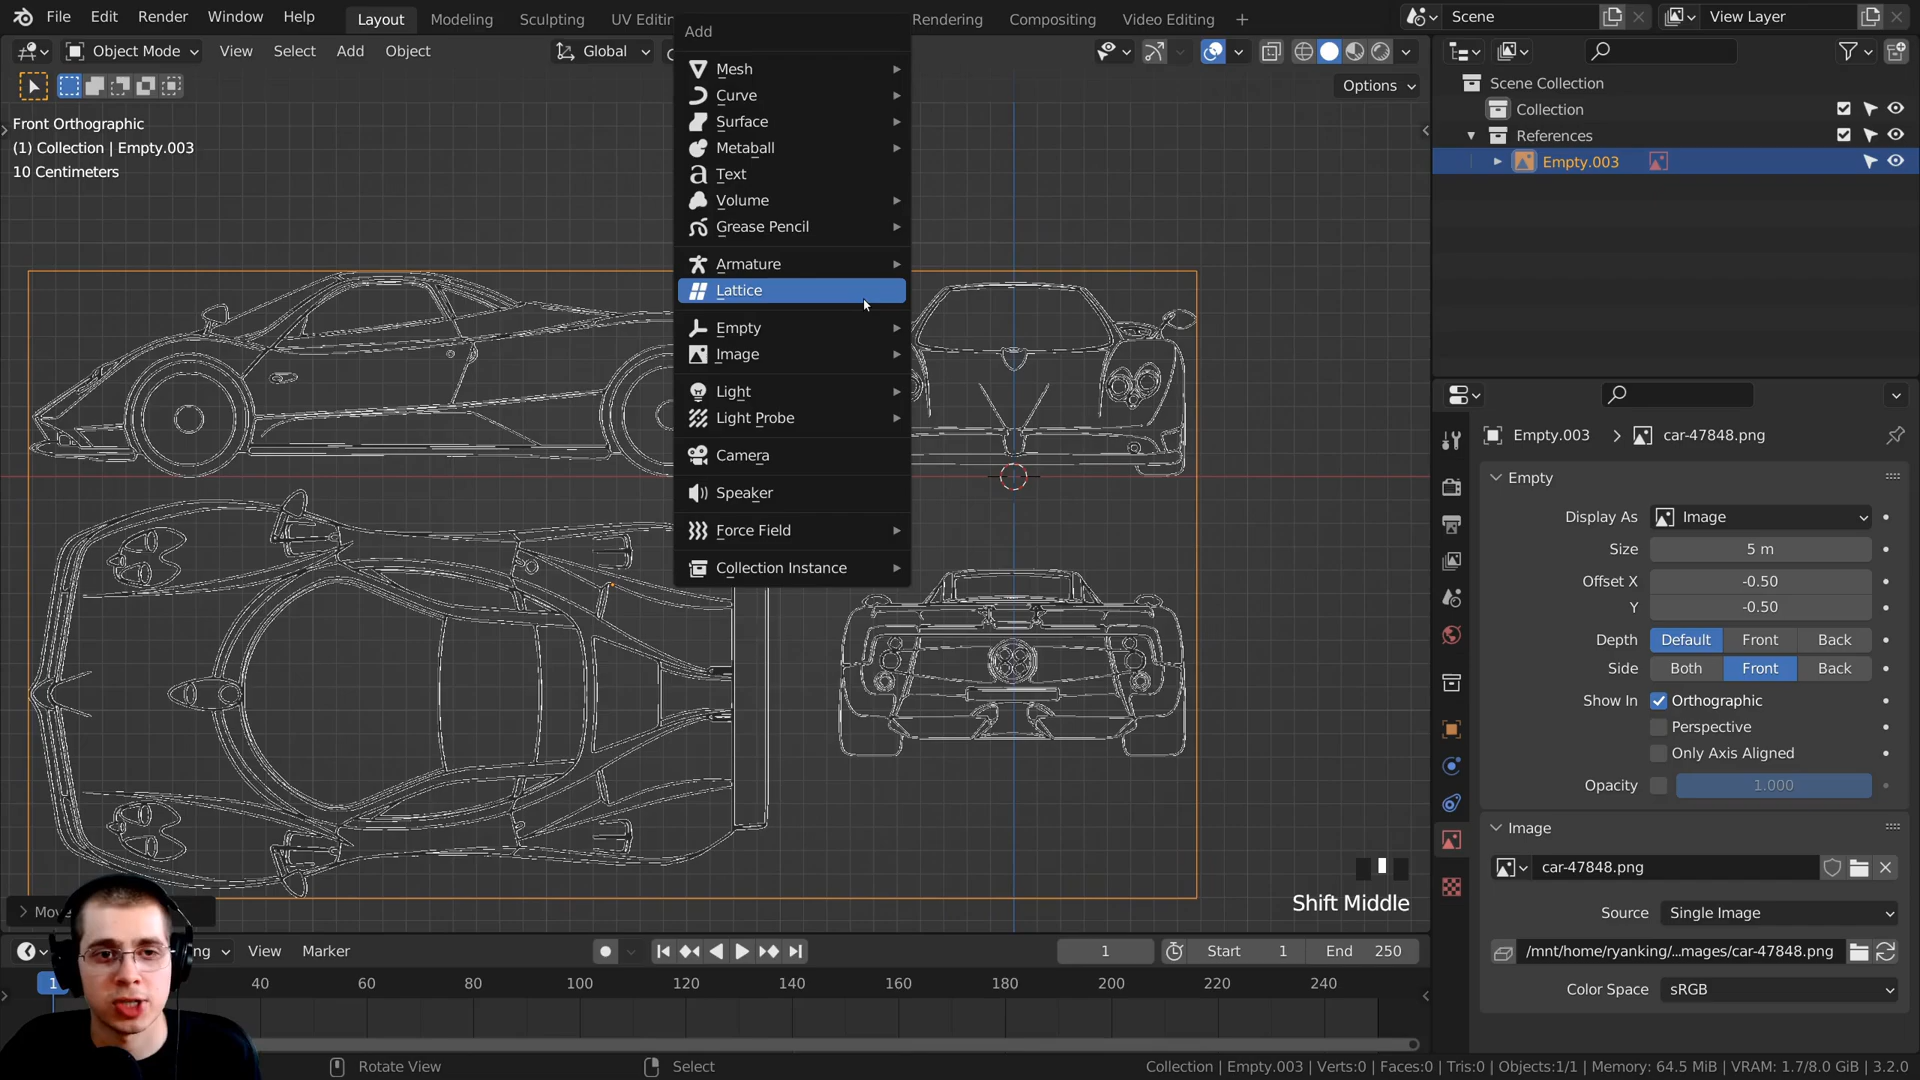 File Edit Render Window Help Layout Modeling Sculpting UV Editin Rendering Compositing Video Editing + Scene View Layer
Object Mode View Select Add Object Global
Options
Front Orthographic
(1) Collection | Empty.003
10 Centimeters
Add
Mesh
Curve
Surface
Metaball
Text
Volume
Grease Pencil
Armature
Lattice
Empty
Image
Light
Light Probe
Camera
Speaker
Force Field
Collection Instance
Scene Collection
Collection
References
Empty.003
Empty.003 > car-47848.png
Empty
Display As Image
Size 5 m
Offset X -0.50
Y -0.50
Depth Default Front Back
Side Both Front Back
Show In Orthographic
Perspective
Only Axis Aligned
Opacity 1.000
Image
car-47848.png
Source Single Image
/mnt/home/ryanking/...mages/car-47848.png
Color Space sRGB
Shift Middle
Move
ng View Marker 1 Start 1 End 250
1 40 60 80 100 120 140 160 180 200 220 240
Rotate View Select Collection | Empty.003 | Verts:0 | Faces:0 | Tris:0 | Objects:1/1 | Memory: 64.5 MiB | VRAM: 1.7/8.0 GiB | 3.2.0